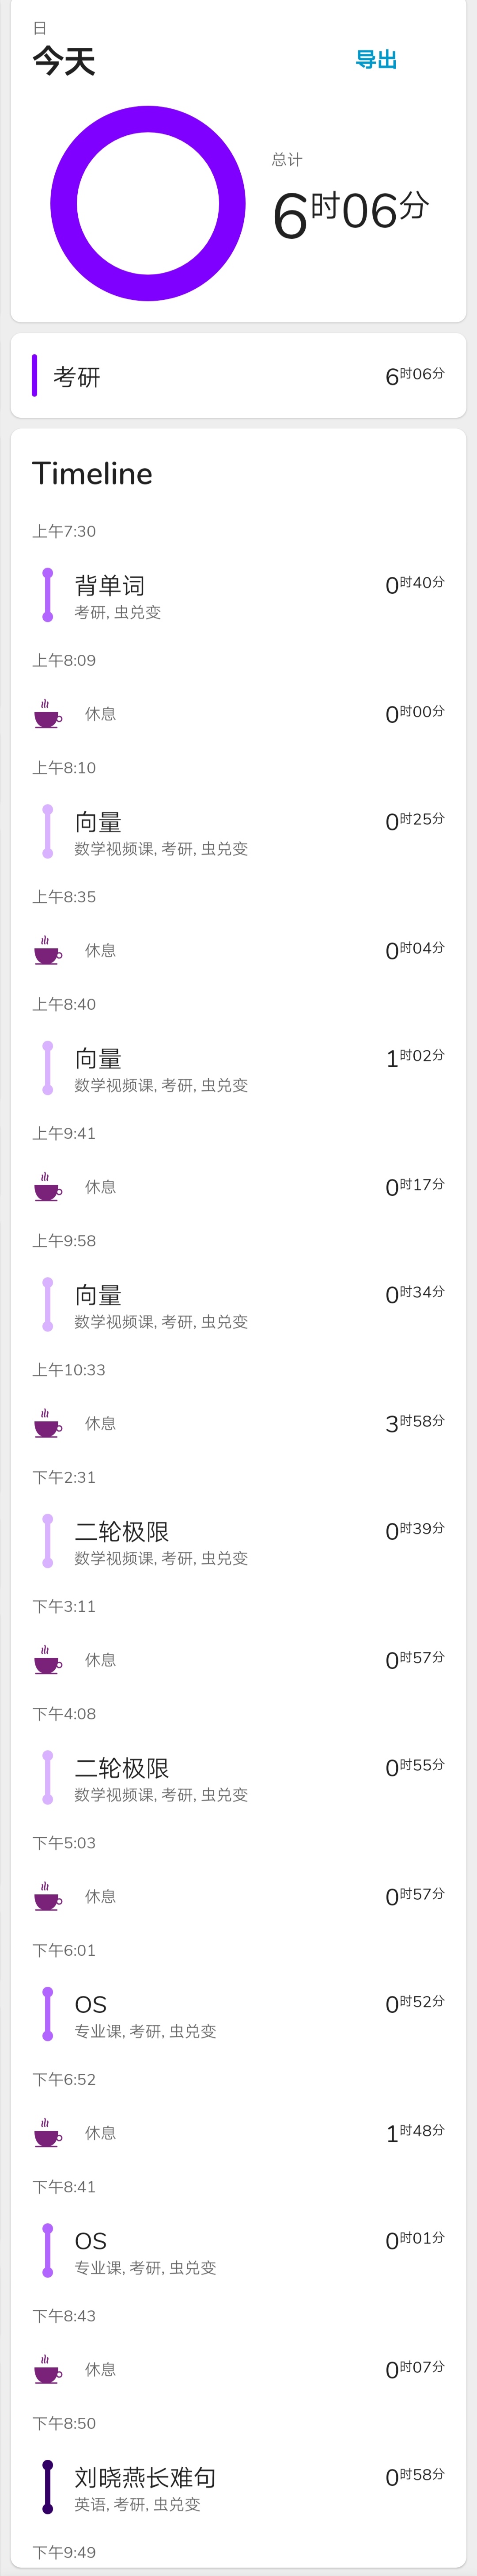 日
今天 导出
总计
6时06分
考研 6时06分
Timeline
上午7:30
背单词 0时40分
考研, 虫兑变
上午8:09
休息 0时00分
上午8:10
向量 0时25分
数学视频课, 考研, 虫兑变
上午8:35
休息 0时04分
上午8:40
向量 1时02分
数学视频课, 考研, 虫兑变
上午9:41
休息 0时17分
上午9:58
向量 0时34分
数学视频课, 考研, 虫兑变
上午10:33
休息 3时58分
下午2:31
二轮极限 0时39分
数学视频课, 考研, 虫兑变
下午3:11
休息 0时57分
下午4:08
二轮极限 0时55分
数学视频课, 考研, 虫兑变
下午5:03
休息 0时57分
下午6:01
OS 0时52分
专业课, 考研, 虫兑变
下午6:52
休息 1时48分
下午8:41
OS 0时01分
专业课, 考研, 虫兑变
下午8:43
休息 0时07分
下午8:50
刘晓燕长难句 0时58分
英语, 考研, 虫兑变
下午9:49